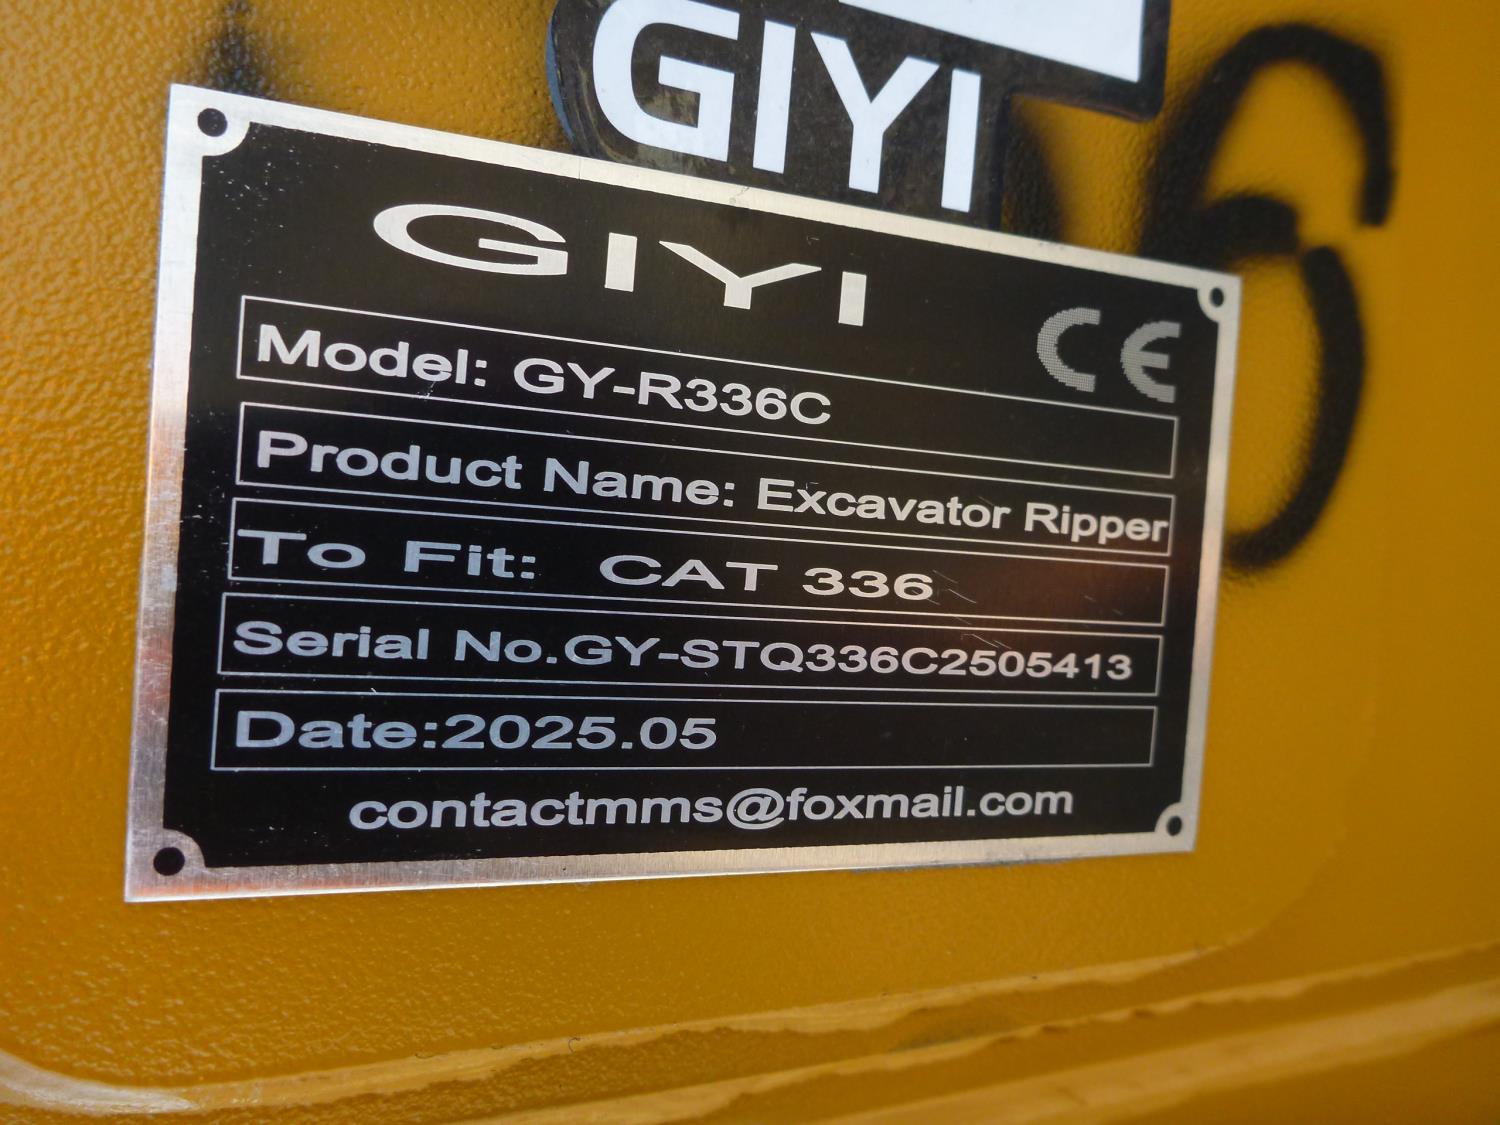 GIYI
GIYI
CE
Model: GY-R336C
Product Name: Excavator Ripper
To Fit: CAT 336
Serial No.GY-STQ336C2505413
Date:2025.05
contactmms@foxmail.com